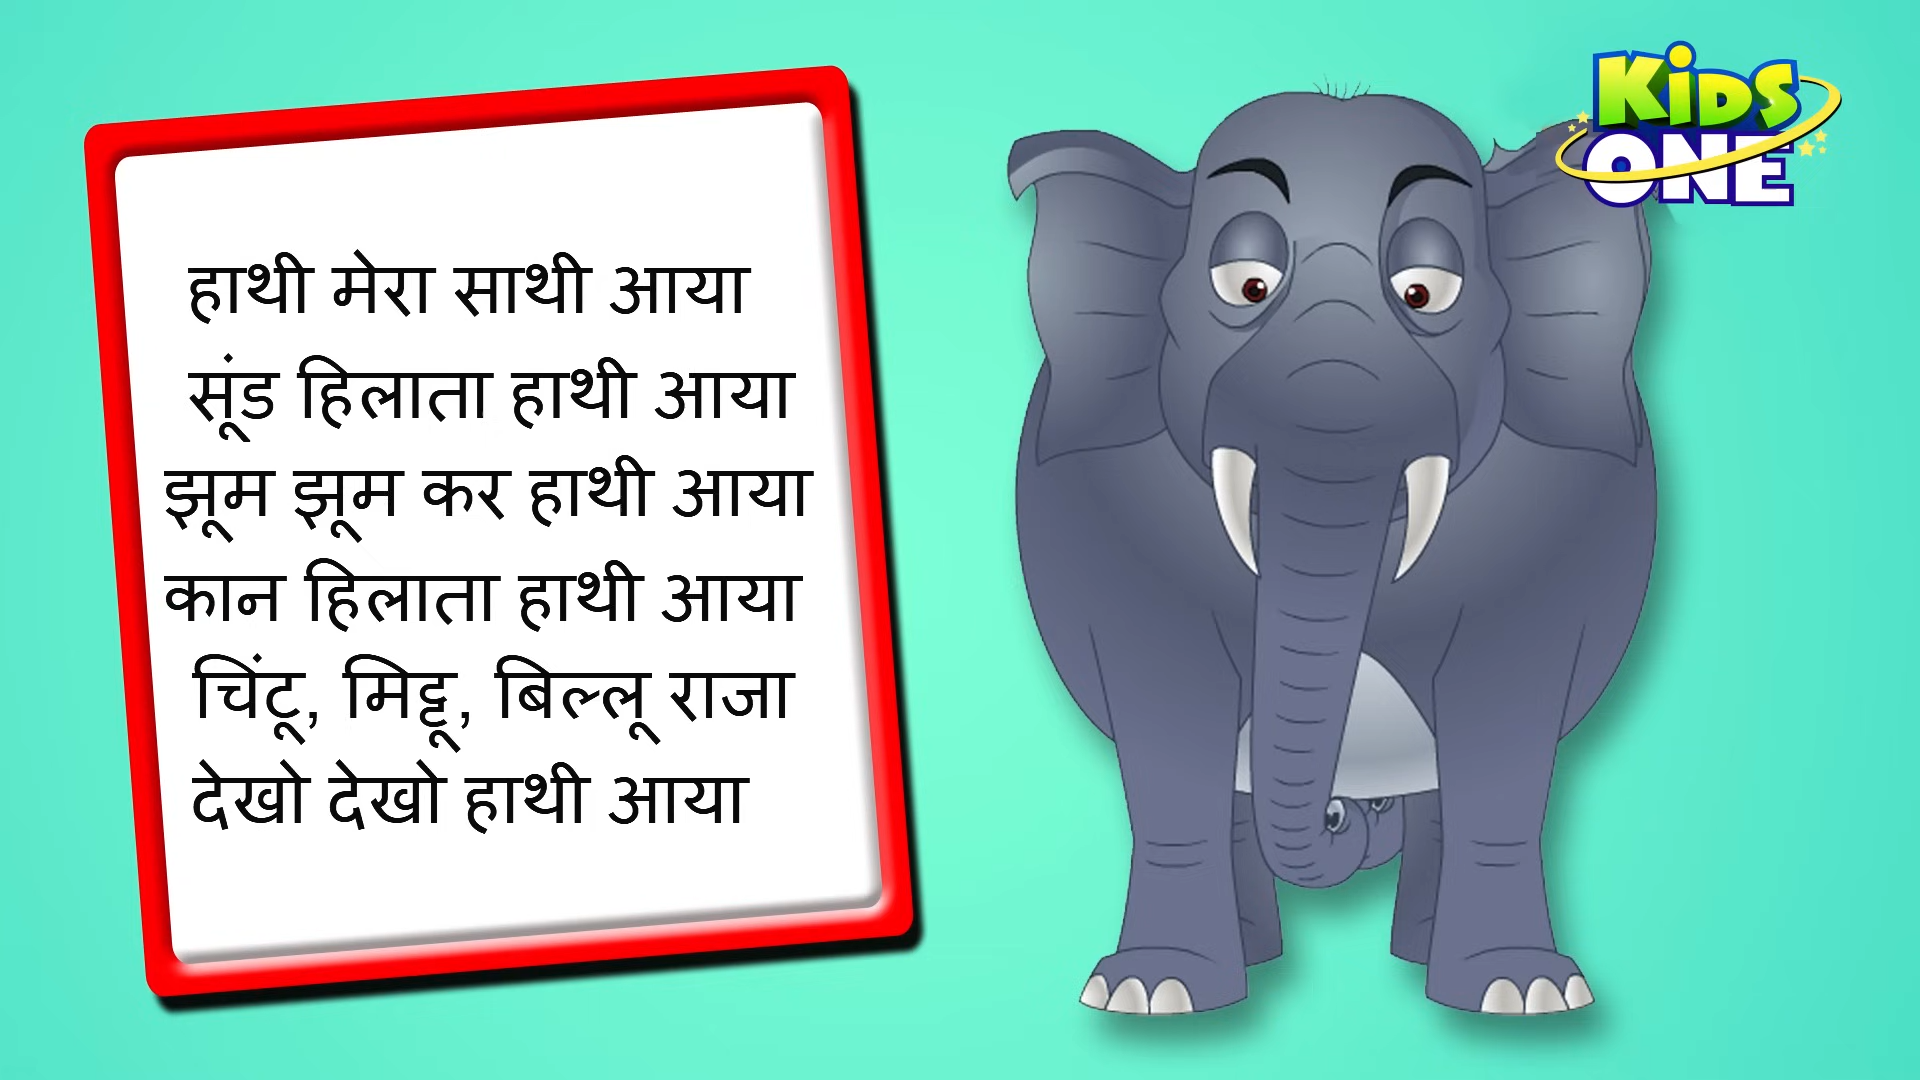 हाथी मेरा साथी आया
सूंड हिलाता हाथी आया
झूम झूम कर हाथी आया
कान हिलाता हाथी आया
चिंटू, मिट्टू, बिल्लू राजा
देखो देखो हाथी आया
KiDS
ONE